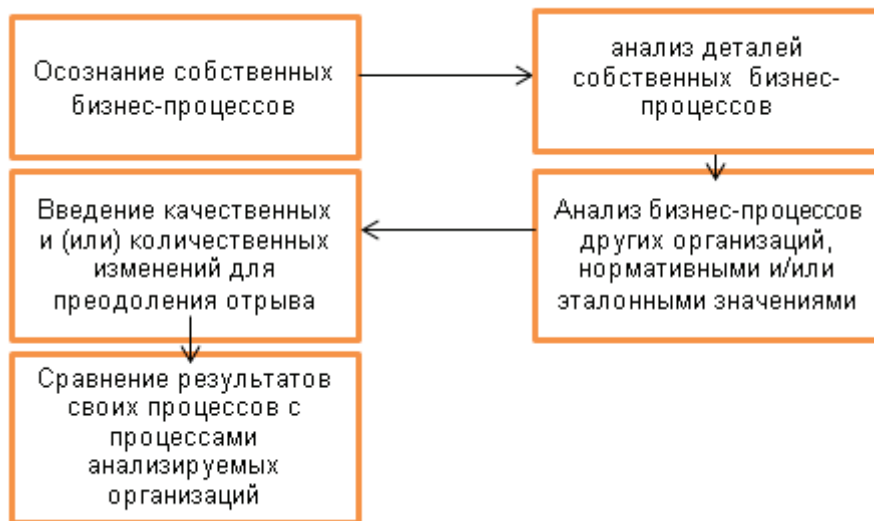 Осознание собственных
бизнес-процессов
анализ деталей
собственных бизнес-
процессов
Анализ бизнес-процессов
других организаций,
нормативными и/или
эталонными значениями
Введение качественных
и (или) количественных
изменений для
преодоления отрыва
Сравнение результатов
своих процессов с
процессами
анализируемых
организаций